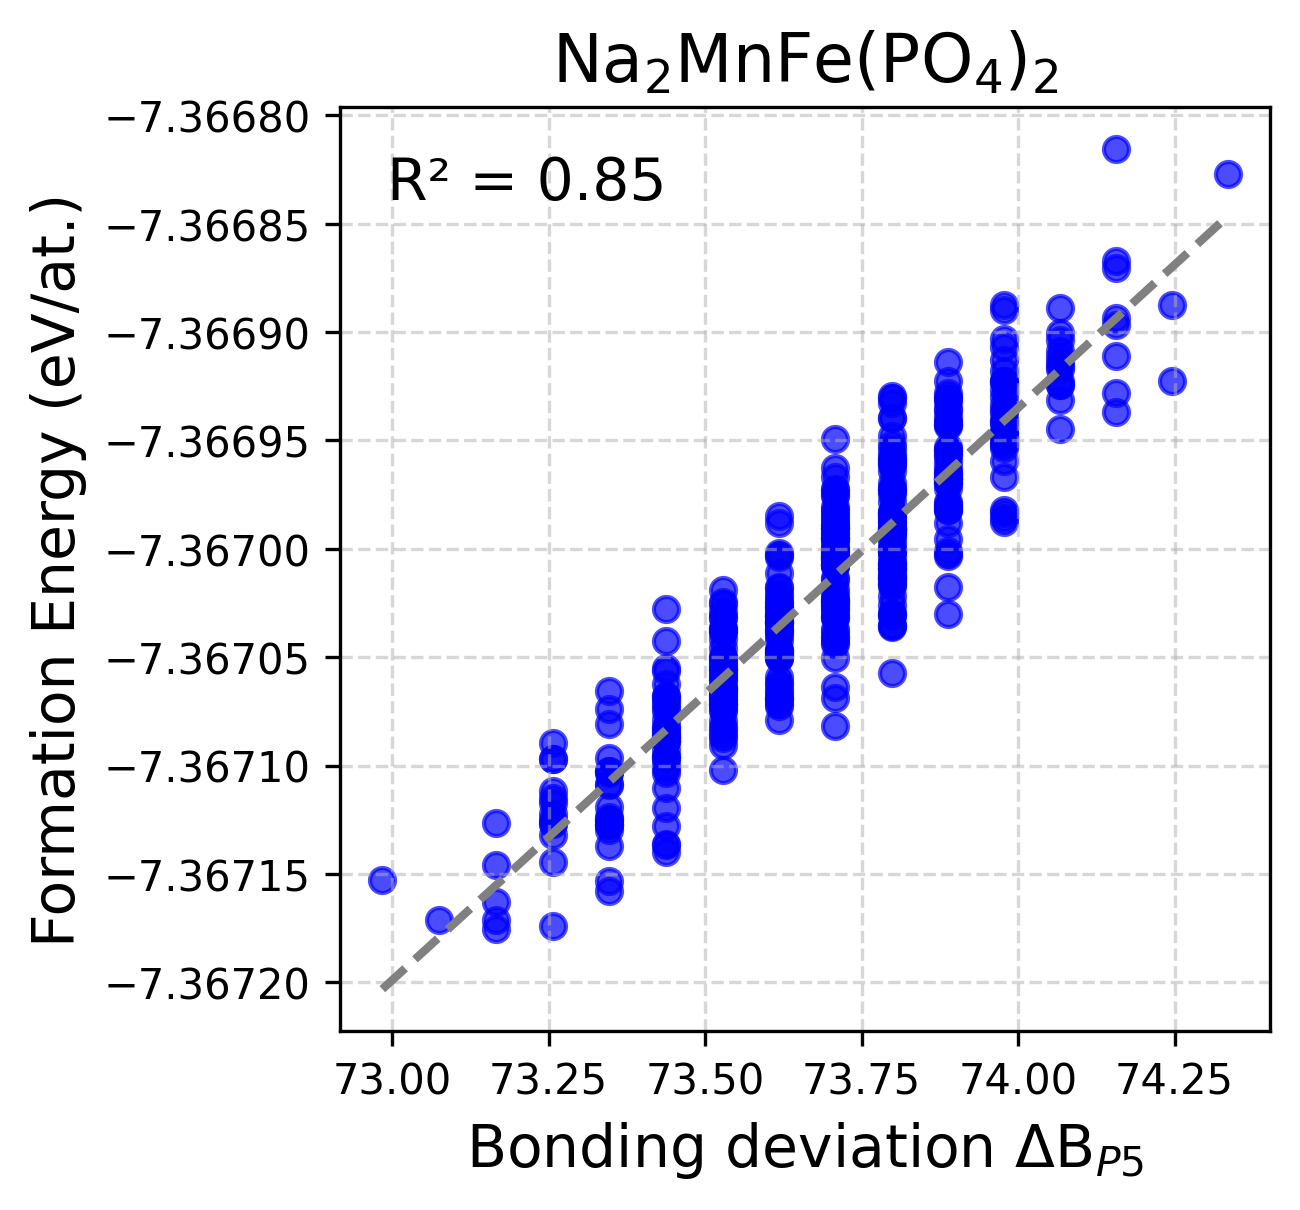 Na₂MnFe(PO₄)₂
R² = 0.85
−7.36680
−7.36685
−7.36690
−7.36695
−7.36700
−7.36705
−7.36710
−7.36715
−7.36720
Formation Energy (eV/at.)
73.00 73.25 73.50 73.75 74.00 74.25
Bonding deviation ΔB_P5